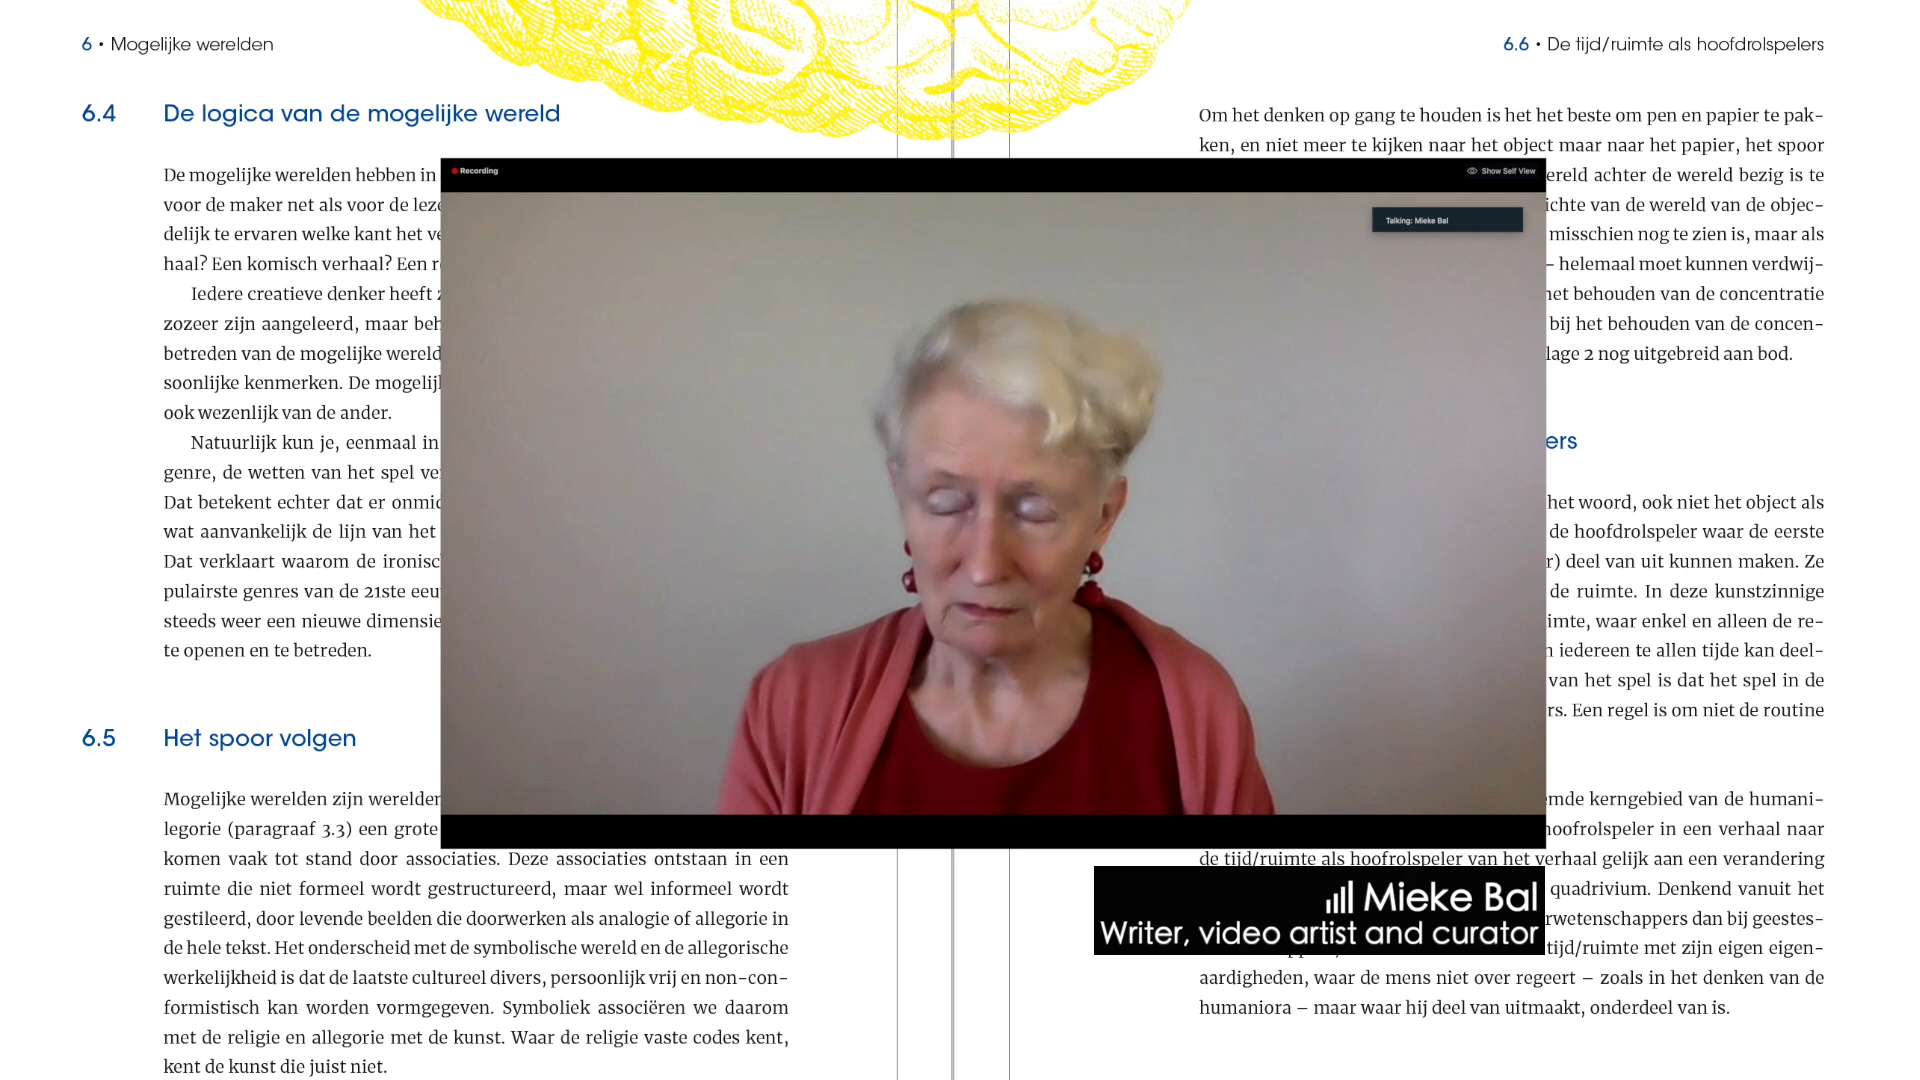 6 • Mogelijke werelden
6.4 De logica van de mogelijke wereld
De mogelijke werelden hebben in
voor de maker net als voor de
delijk te ervaren welke kant het
haal? Een komisch verhaal? Een
Iedere creatieve denker heeft
zozeer zijn aangeleerd, maar
betreden van de mogelijke wereld
soonlijke kenmerken. De
ook wezenlijk van de ander.
Natuurlijk kun je, eenmaal in
genre, de wetten van het spel
Dat betekent echter dat er
wat aanvankelijk de lijn van het
Dat verklaart waarom de
pulairste genres van de 21ste
steeds weer een nieuwe dimensie
te openen en te betreden.
6.5 Het spoor volgen
Mogelijke werelden zijn werelden
legorie (paragraaf 3.3) een grote
komen vaak tot stand door associaties. Deze associaties ontstaan in een
ruimte die niet formeel wordt gestructureerd, maar wel informeel wordt
gestileerd, door levende beelden die doorwerken als analogie of allegorie in
de hele tekst. Het onderscheid met de symbolische wereld en de allegorische
werkelijkheid is dat de laatste cultureel divers, persoonlijk vrij en non-con-
formistisch kan worden vormgegeven. Symboliek associëren we daarom
met de religie en allegorie met de kunst. Waar de religie vaste codes kent,
kent de kunst die juist niet.
Recording
Show Self View
Talking: Mieke Bal
6.6 • De tijd/ruimte als hoofdrolspelers
Om het denken op gang te houden is het het beste om pen en papier te pak-
ken, en niet meer te kijken naar het object maar naar het papier, het spoor
ereld achter de wereld bezig is te
ichte van de wereld van de objec-
misschien nog te zien is, maar als
– helemaal moet kunnen verdwij-
het behouden van de concentratie
bij het behouden van de concen-
lage 2 nog uitgebreid aan bod.
ers
het woord, ook niet het object als
de hoofdrolspeler waar de eerste
r) deel van uit kunnen maken. Ze
de ruimte. In deze kunstzinnige
imte, waar enkel en alleen de re-
n iedereen te allen tijde kan deel-
van het spel is dat het spel in de
rs. Een regel is om niet de routine
emde kerngebied van de humani-
hoofrolspeler in een verhaal naar
de tijd/ruimte als hoofrolspeler van het verhaal gelijk aan een verandering
quadrivium. Denkend vanuit het
rwetenschappers dan bij geestes-
tijd/ruimte met zijn eigen eigen-
aardigheden, waar de mens niet over regeert – zoals in het denken van de
humaniora – maar waar hij deel van uitmaakt, onderdeel van is.
Mieke Bal
Writer, video artist and curator